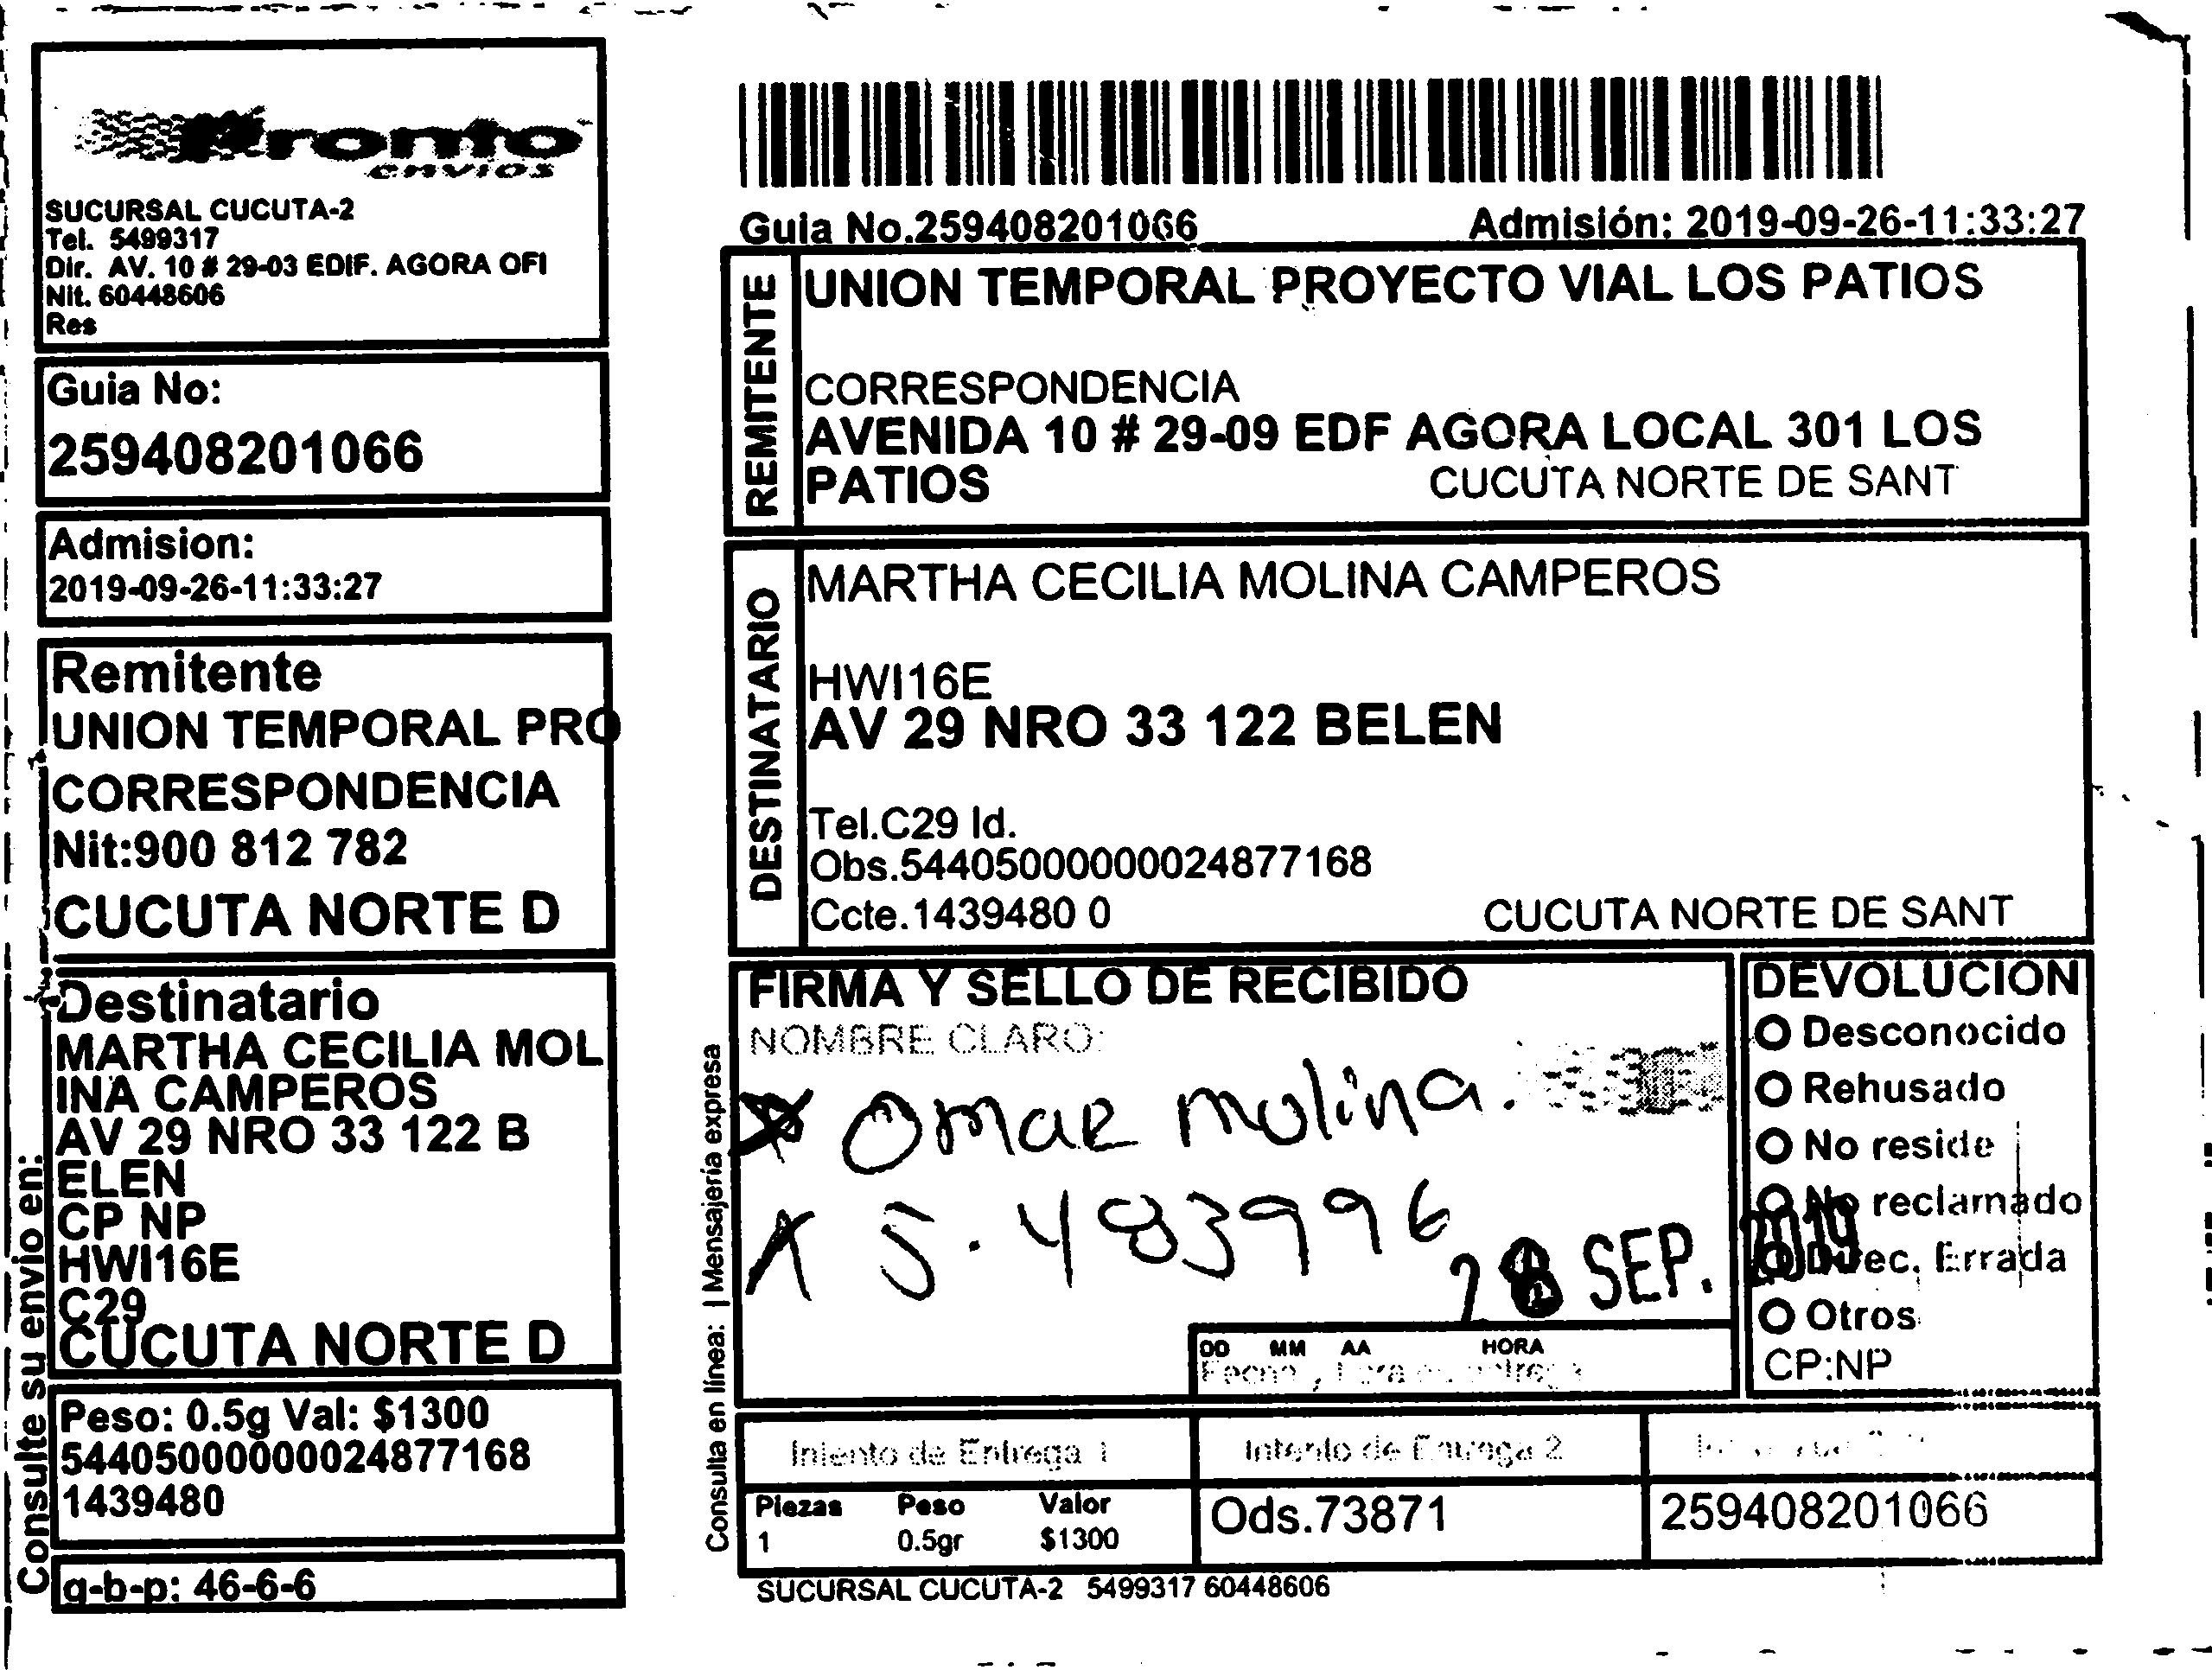 Pronto
envios
SUCURSAL CUCUTA-2
Tel. 5499317
Dir. AV. 10 # 29-03 EDIF. AGORA OFI
Nit. 60448606
Res
Guia No:
259408201066
Admision:
2019-09-26-11:33:27
Remitente
UNION TEMPORAL PRO
CORRESPONDENCIA
Nit:900 812 782
CUCUTA NORTE D
Destinatario
MARTHA CECILIA MOL
INA CAMPEROS
AV 29 NRO 33 122 B
ELEN
CP NP
HWI16E
C29
CUCUTA NORTE D
Peso: 0.5g Val: $1300
544050000000024877168
1439480
g-b-p: 46-6-6
Consulte su envio en:
Guia No.259408201066 Admisión: 2019-09-26-11:33:27
REMITENTE
UNION TEMPORAL PROYECTO VIAL LOS PATIOS
CORRESPONDENCIA
AVENIDA 10 # 29-09 EDF AGORA LOCAL 301 LOS
PATIOS CUCUTA NORTE DE SANT
DESTINATARIO
MARTHA CECILIA MOLINA CAMPEROS
HWI16E
AV 29 NRO 33 122 BELEN
Tel.C29 Id.
Obs.544050000000024877168
Ccte.1439480 0 CUCUTA NORTE DE SANT
Consulta en línea: | Mensajería expresa
FIRMA Y SELLO DE RECIBIDO
NOMBRE CLARO:
Omar molina.
X 5.483996
28 SEP. 2019
DD MM AA HORA
DEVOLUCION
Desconocido
Rehusado
No reside
No reclamado
Direc. Errada
Otros
CP:NP
Intento de Entrega 1 Intento de Entrega 2
Piezas Peso Valor
1 0.5gr $1300
Ods.73871
259408201066
SUCURSAL CUCUTA-2 5499317 60448606